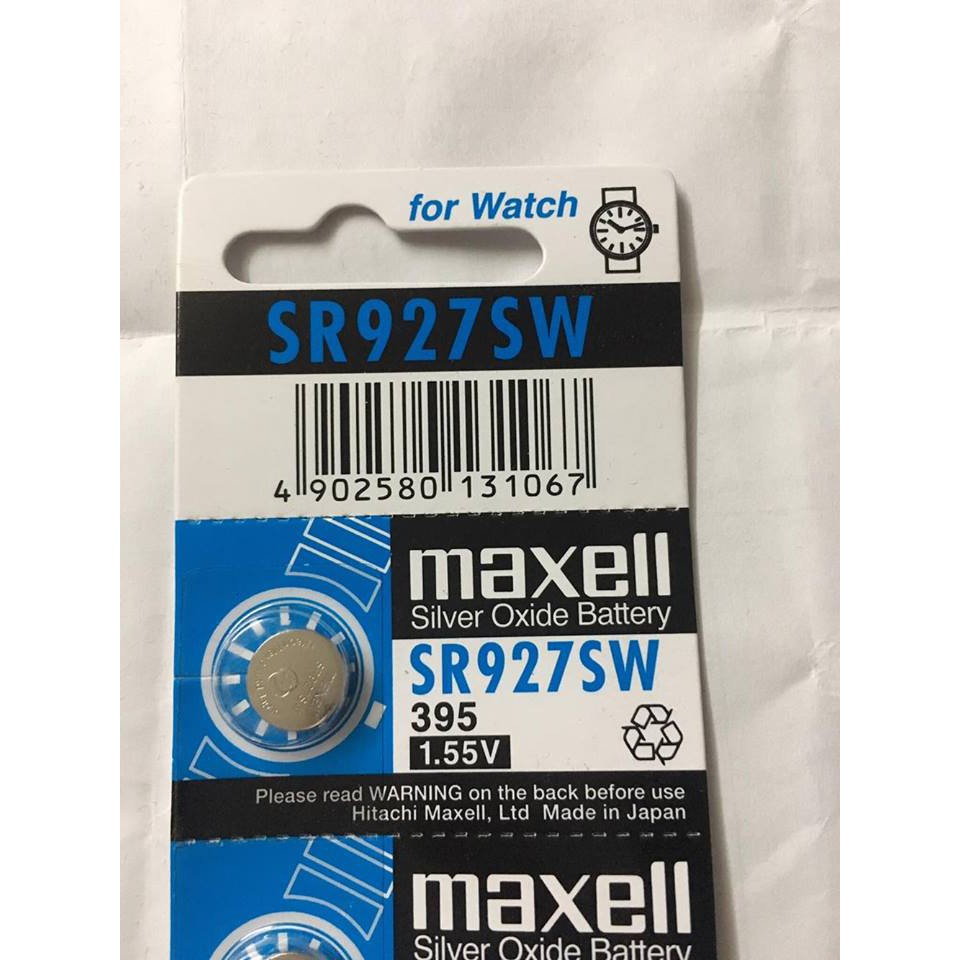 for Watch
SR927SW
4 902580 131067
maxell
Silver Oxide Battery
SR927SW
395
1.55V
Please read WARNING on the back before use
Hitachi Maxell, Ltd Made in Japan
maxell
Silver Oxide Battery